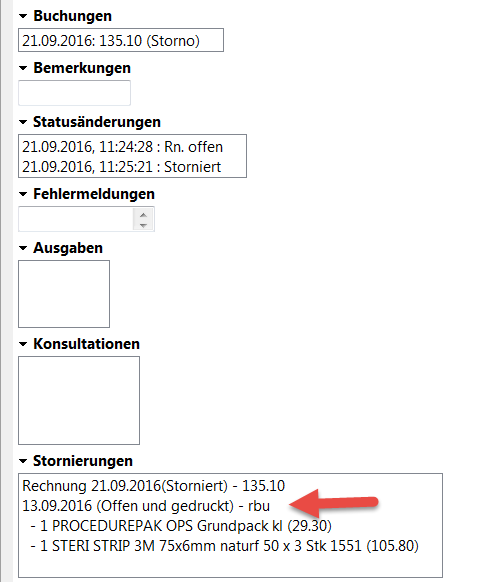 Buchungen
21.09.2016: 135.10 (Storno)
Bemerkungen
Statusänderungen
21.09.2016, 11:24:28 : Rn. offen
21.09.2016, 11:25:21 : Storniert
Fehlermeldungen
Ausgaben
Konsultationen
Stornierungen
Rechnung 21.09.2016(Storniert) - 135.10
13.09.2016 (Offen und gedruckt) - rbu
- 1 PROCEDUREPAK OPS Grundpack kl (29.30)
- 1 STERI STRIP 3M 75x6mm naturf 50 x 3 Stk 1551 (105.80)